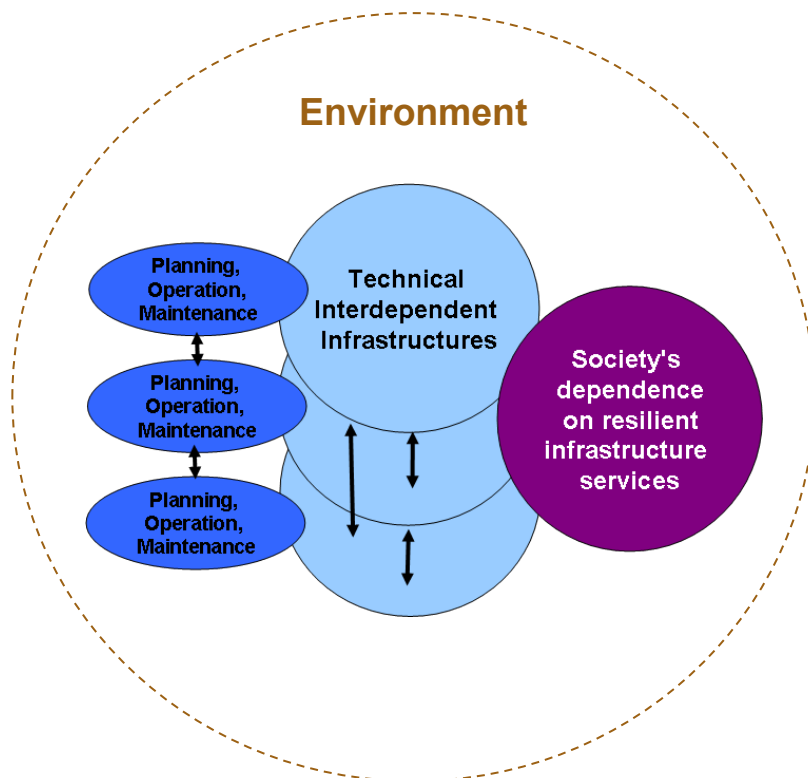 Environment
Planning,
Operation,
Maintenance
Technical
Interdependent
Infrastructures
Planning,
Operation,
Maintenance
Society's
dependence
on resilient
infrastructure
services
Planning,
Operation,
Maintenance